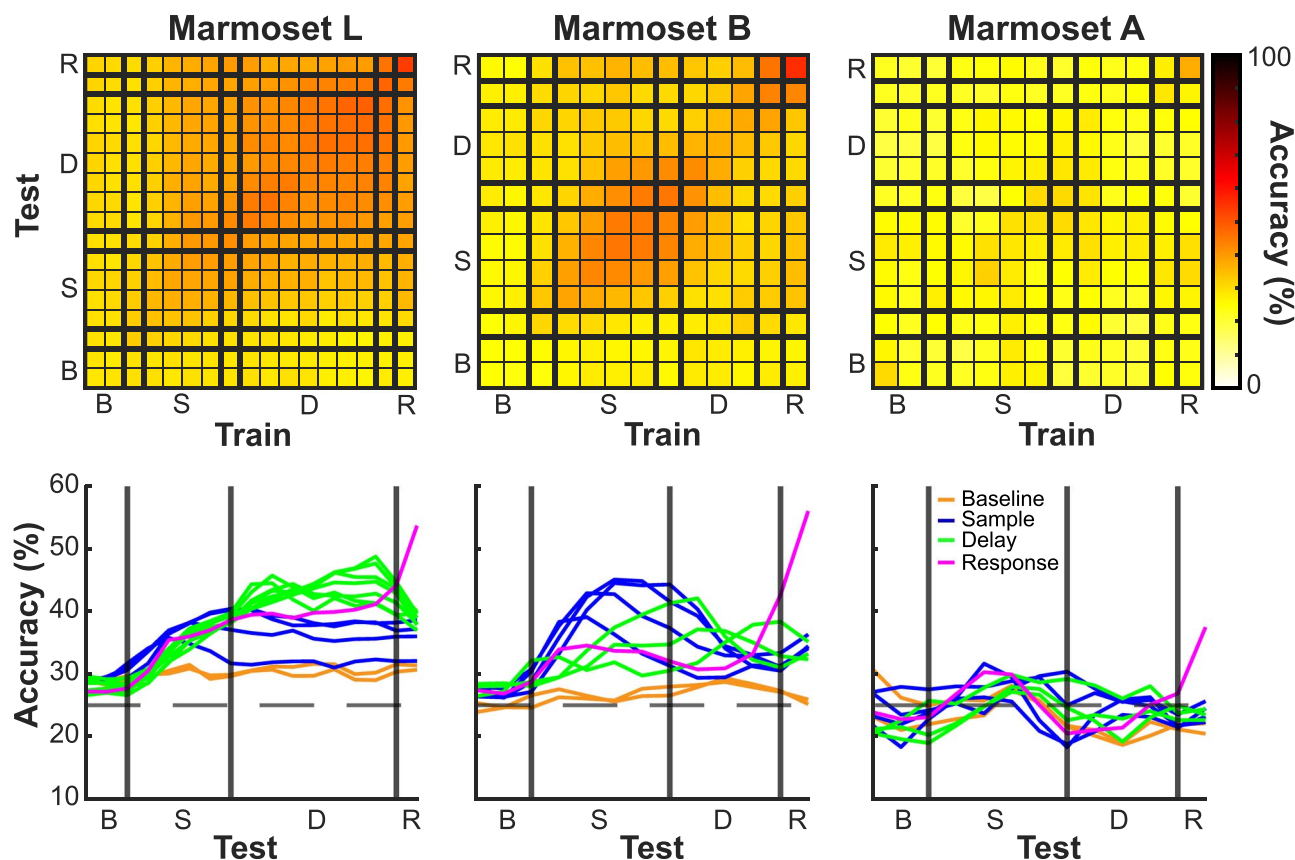 Marmoset L
Marmoset B
Marmoset A
Test
R
D
S
B
R
D
S
B
R
D
S
B
100
0
Accuracy (%)
B S D R
B S D R
B S D R
Train
Train
Train
Accuracy (%)
60
50
40
30
20
10
Baseline
Sample
Delay
Response
B S D R
B S D R
B S D R
Test
Test
Test